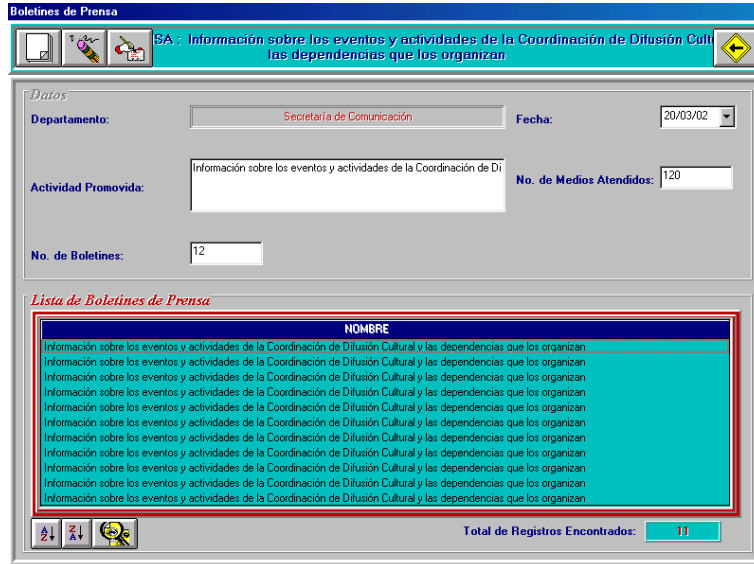 Boletines de Prensa
SA : Información sobre los eventos y actividades de la Coordinación de Difusión Cult
las dependencias que los organizan
Datos
Departamento: Secretaría de Comunicación Fecha: 20/03/02
Actividad Promovida: Información sobre los eventos y actividades de la Coordinación de Di No. de Medios Atendidos: 120
No. de Boletines: 12
Lista de Boletines de Prensa
NOMBRE
Información sobre los eventos y actividades de la Coordinación de Difusión Cultural y las dependencias que los organizan
Información sobre los eventos y actividades de la Coordinación de Difusión Cultural y las dependencias que los organizan
Información sobre los eventos y actividades de la Coordinación de Difusión Cultural y las dependencias que los organizan
Información sobre los eventos y actividades de la Coordinación de Difusión Cultural y las dependencias que los organizan
Información sobre los eventos y actividades de la Coordinación de Difusión Cultural y las dependencias que los organizan
Información sobre los eventos y actividades de la Coordinación de Difusión Cultural y las dependencias que los organizan
Información sobre los eventos y actividades de la Coordinación de Difusión Cultural y las dependencias que los organizan
Información sobre los eventos y actividades de la Coordinación de Difusión Cultural y las dependencias que los organizan
Información sobre los eventos y actividades de la Coordinación de Difusión Cultural y las dependencias que los organizan
Información sobre los eventos y actividades de la Coordinación de Difusión Cultural y las dependencias que los organizan
Información sobre los eventos y actividades de la Coordinación de Difusión Cultural y las dependencias que los organizan
A Z Z A Total de Registros Encontrados: 11